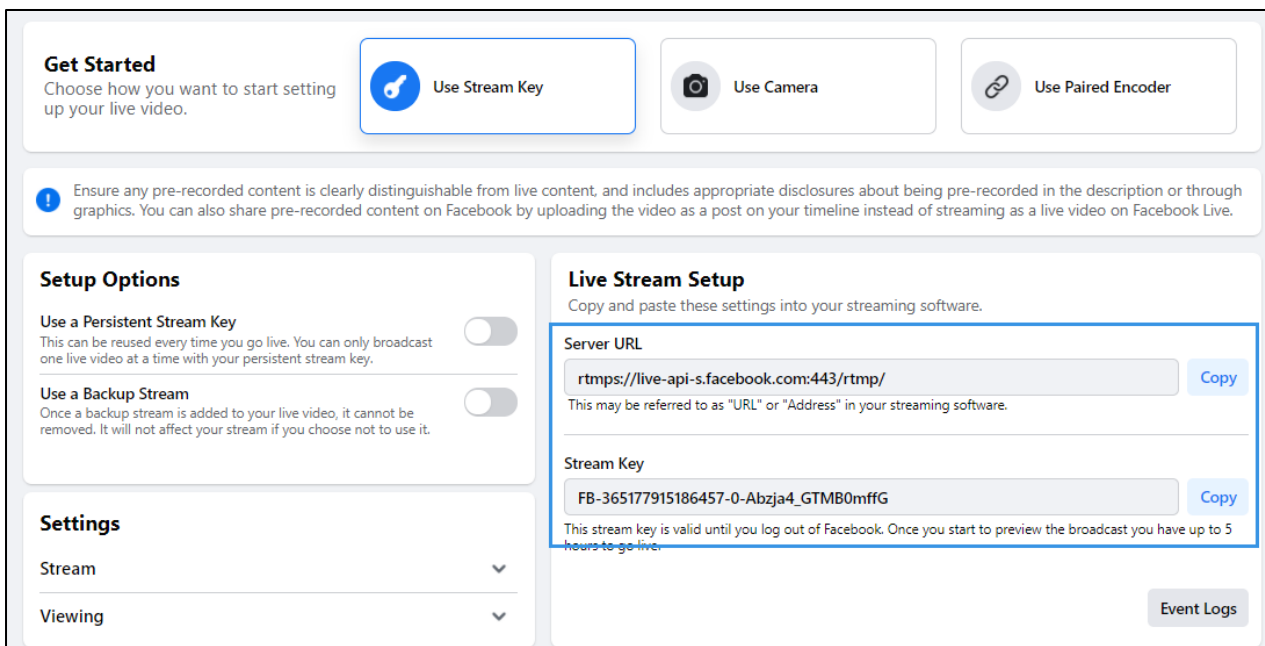 Get Started
Choose how you want to start setting
up your live video.
Use Stream Key
Use Camera
Use Paired Encoder
Ensure any pre-recorded content is clearly distinguishable from live content, and includes appropriate disclosures about being pre-recorded in the description or through
graphics. You can also share pre-recorded content on Facebook by uploading the video as a post on your timeline instead of streaming as a live video on Facebook Live.
Setup Options
Use a Persistent Stream Key
This can be reused every time you go live. You can only broadcast
one live video at a time with your persistent stream key.
Use a Backup Stream
Once a backup stream is added to your live video, it cannot be
removed. It will not affect your stream if you choose not to use it.
Settings
Stream
Viewing
Live Stream Setup
Copy and paste these settings into your streaming software.
Server URL
rtmps://live-api-s.facebook.com:443/rtmp/
Copy
This may be referred to as "URL" or "Address" in your streaming software.
Stream Key
FB-365177915186457-0-Abzja4_GTMB0mffG
Copy
This stream key is valid until you log out of Facebook. Once you start to preview the broadcast you have up to 5
hours to go live.
Event Logs